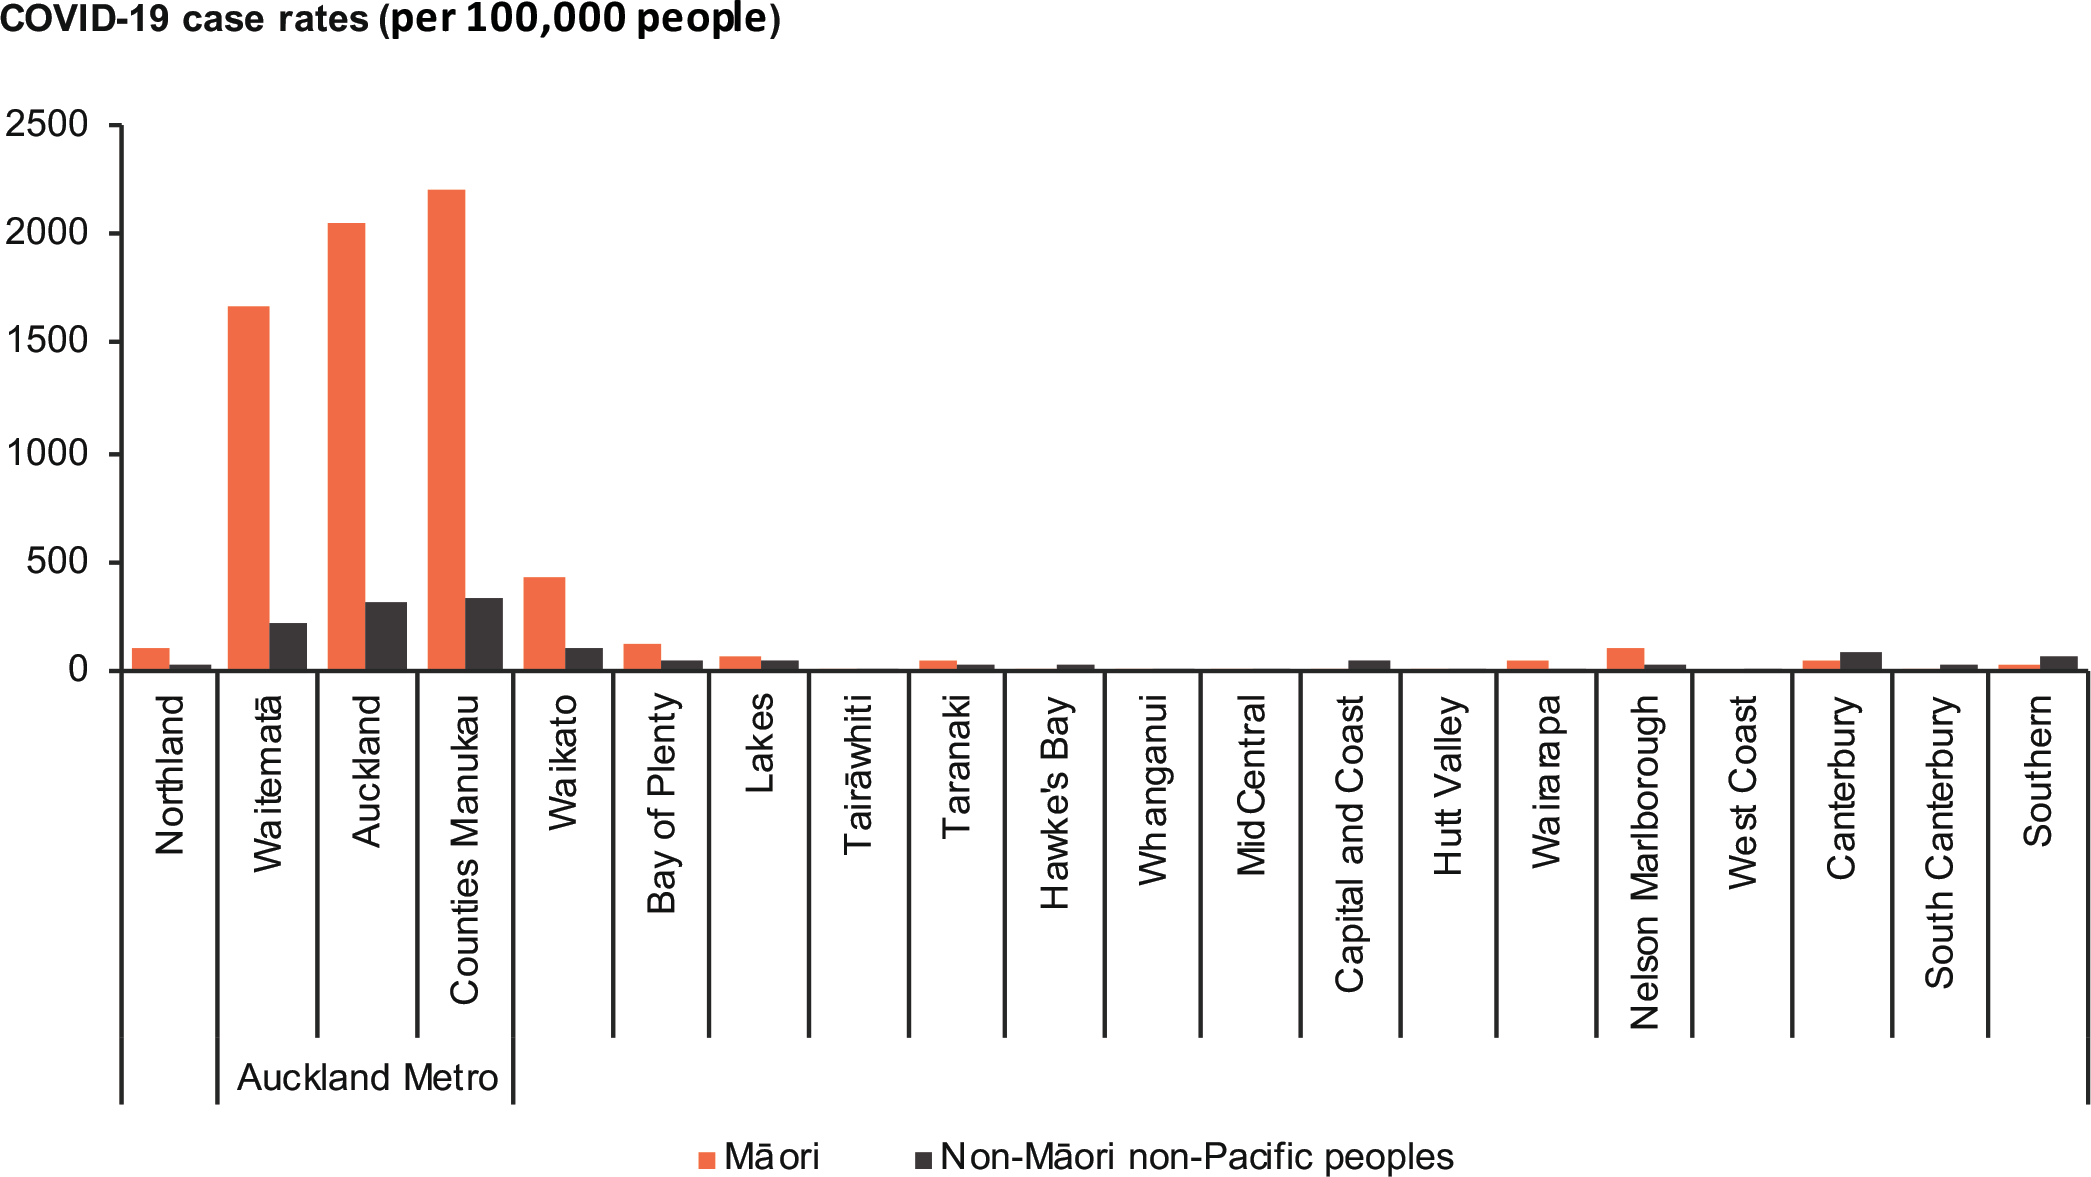 COVID-19 case rates (per 100,000 people)
2500
2000
1500
1000
500
0
Northland
Waitematā
Auckland
Counties Manukau
Waikato
Bay of Plenty
Lakes
Tairāwhiti
Taranaki
Hawke's Bay
Whanganui
MidCentral
Capital and Coast
Hutt Valley
Wairarapa
Nelson Marlborough
West Coast
Canterbury
South Canterbury
Southern
Auckland Metro
Māori
Non-Māori non-Pacific peoples